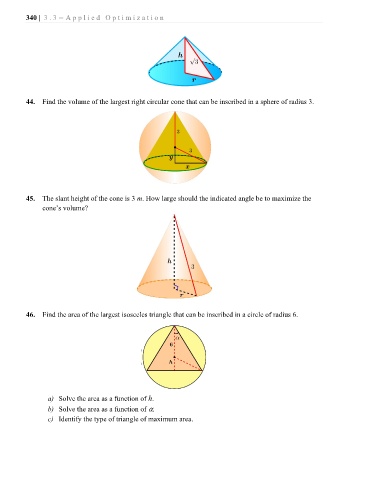 340 | 3.3 – Applied Optimization
h
√3
r
44. Find the volume of the largest right circular cone that can be inscribed in a sphere of radius 3.
3
3
y
x
45. The slant height of the cone is 3 m. How large should the indicated angle be to maximize the
cone's volume?
h
3
r
46. Find the area of the largest isosceles triangle that can be inscribed in a circle of radius 6.
α
6
h
a) Solve the area as a function of h.
b) Solve the area as a function of α.
c) Identify the type of triangle of maximum area.